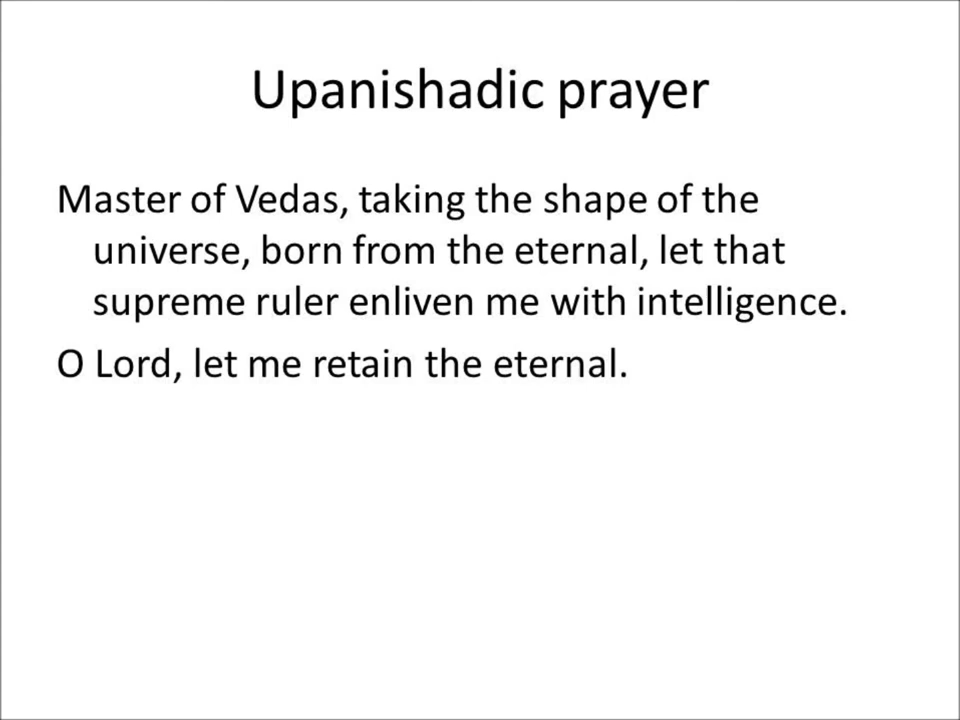 Upanishadic prayer
Master of Vedas, taking the shape of the
universe, born from the eternal, let that
supreme ruler enliven me with intelligence.
O Lord, let me retain the eternal.